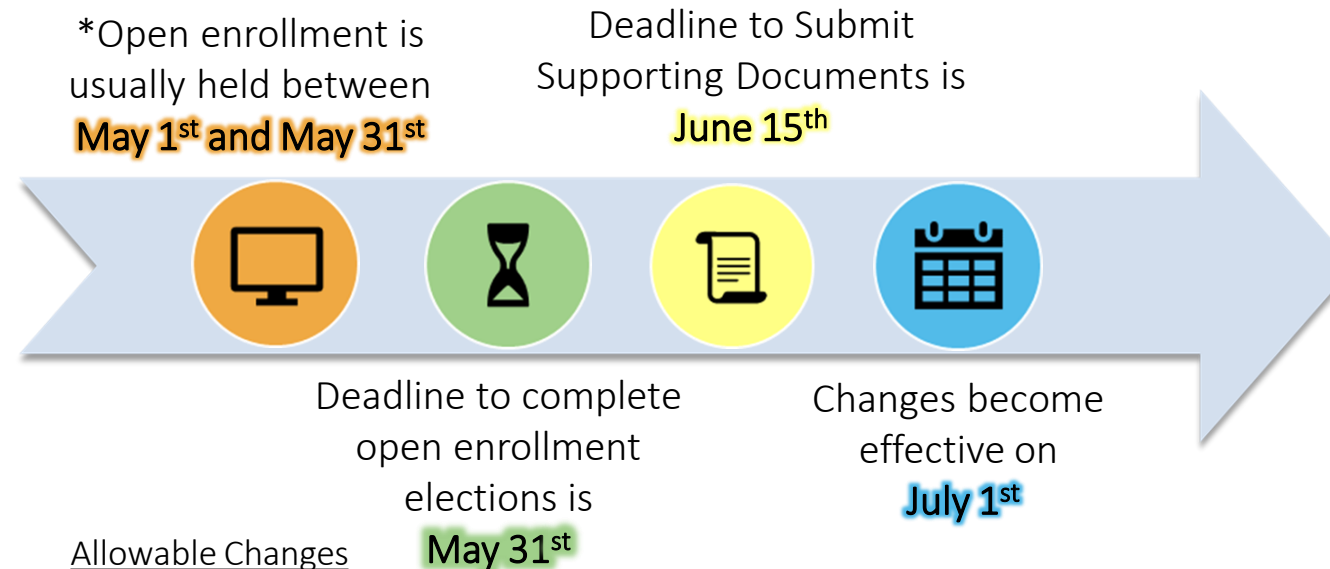 *Open enrollment is
usually held between
May 1st and May 31st
Deadline to complete
open enrollment
elections is
May 31st
Deadline to Submit
Supporting Documents is
June 15th
Changes become
effective on
July 1st
Allowable Changes